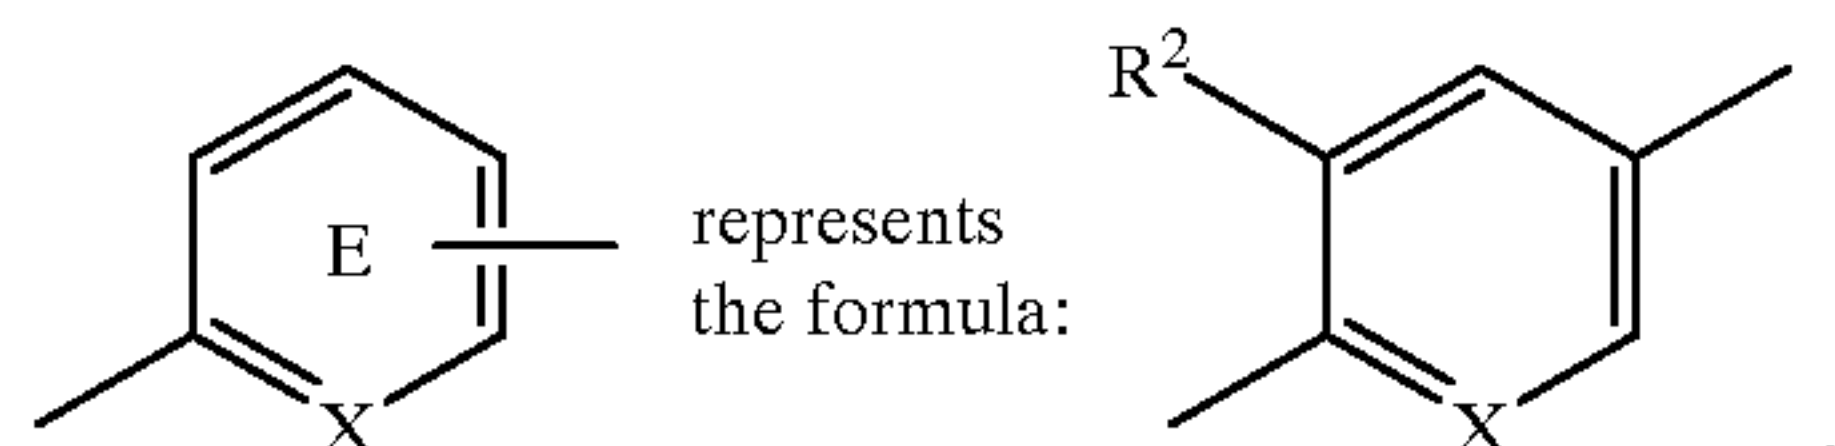 R²
E
represents
the formula:
X
X